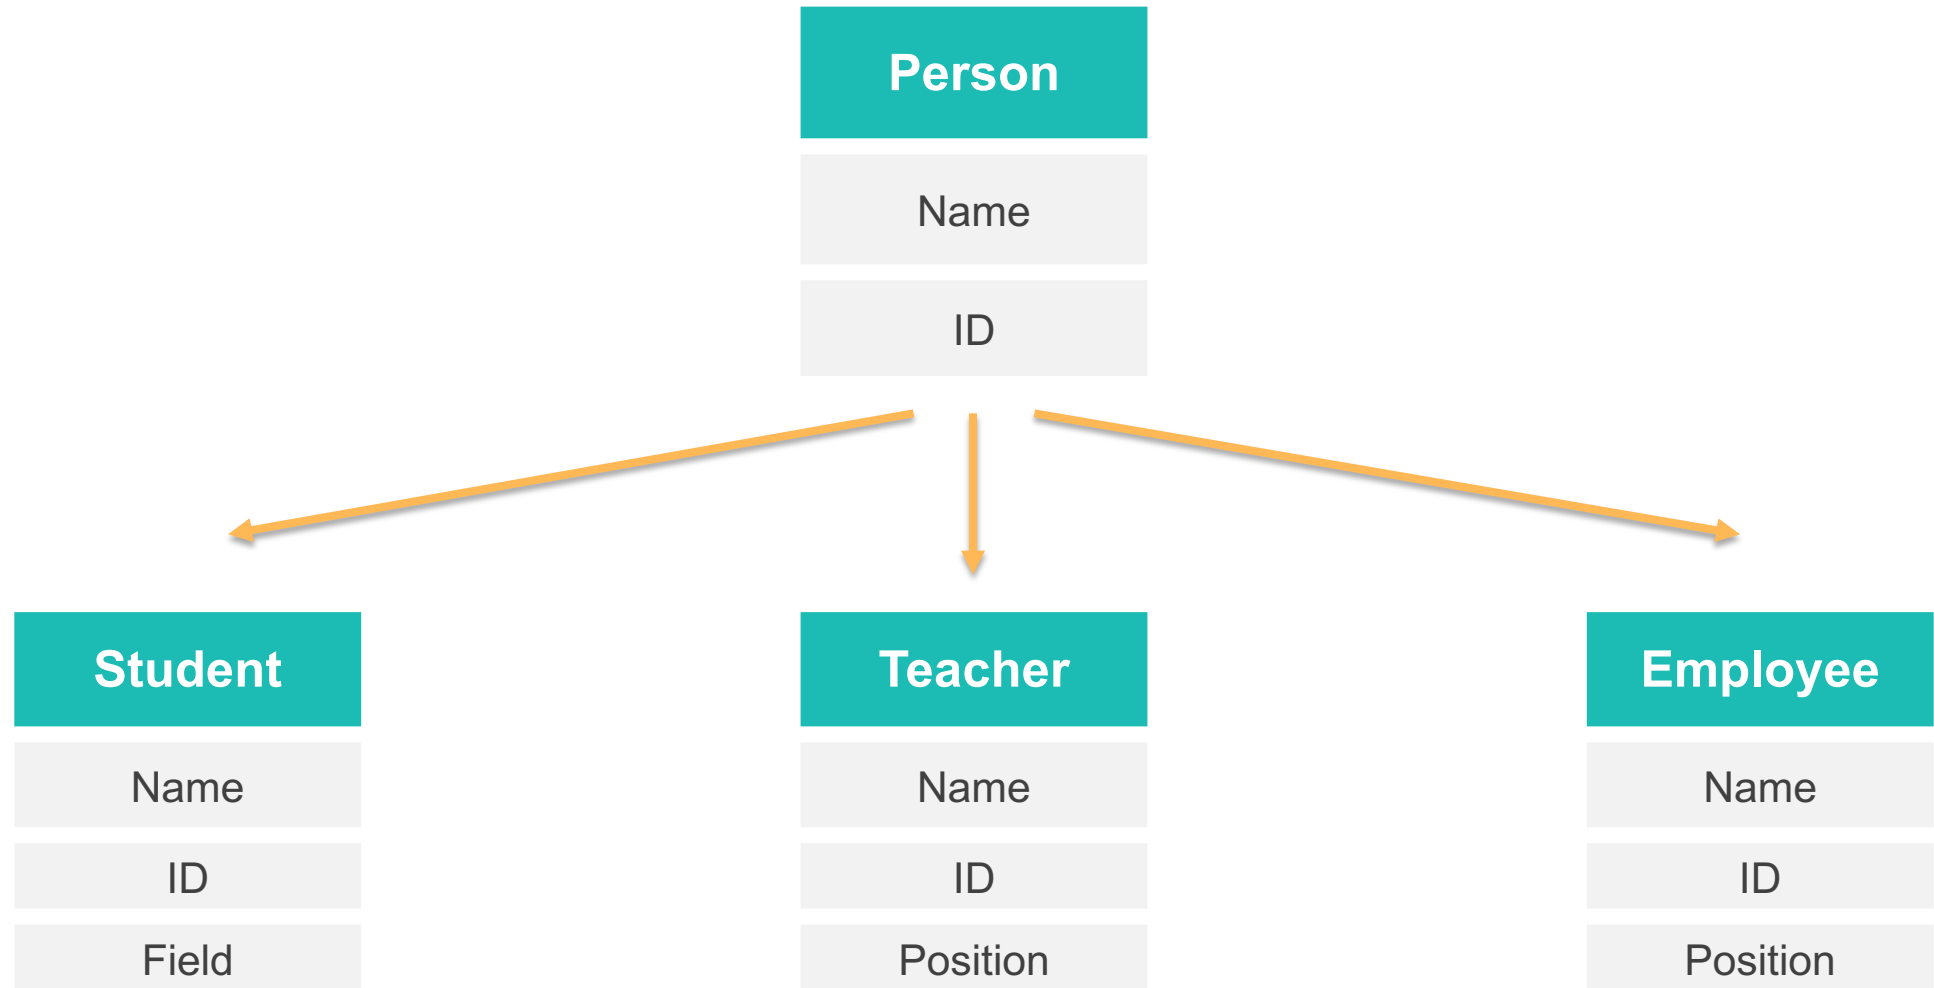 Person
Name
ID
Student
Name
ID
Field
Teacher
Name
ID
Position
Employee
Name
ID
Position